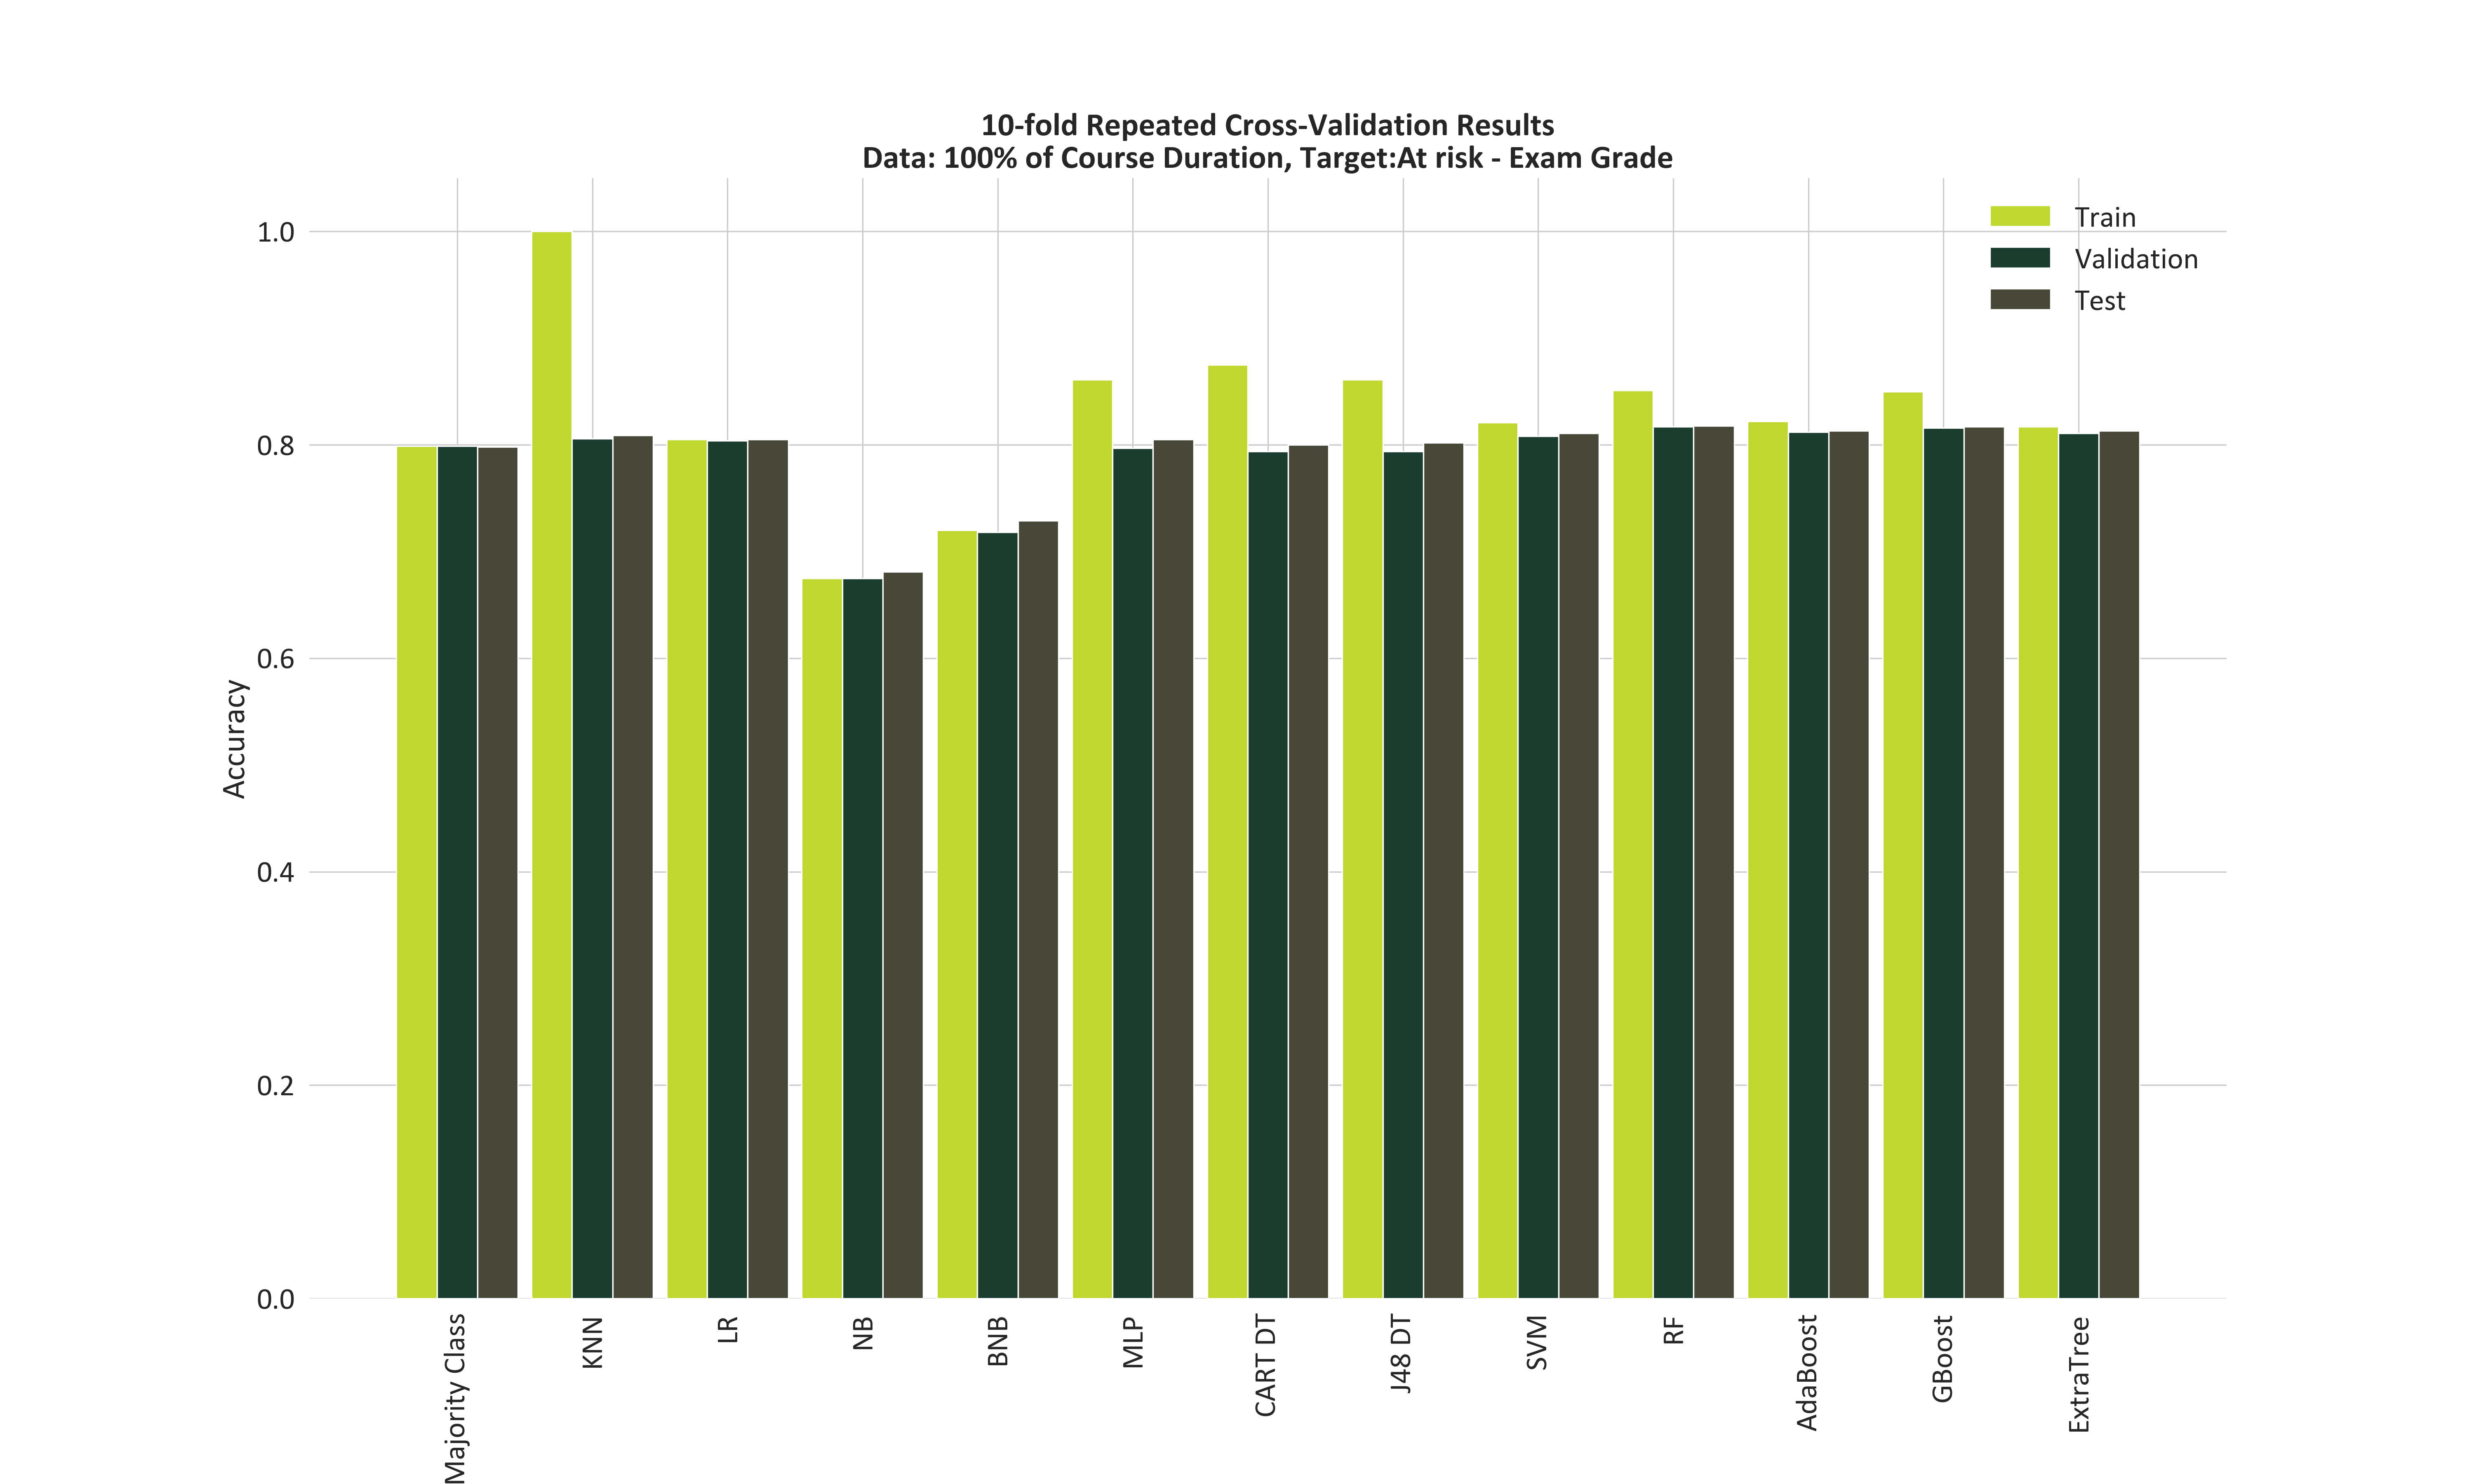 10-fold Repeated Cross-Validation Results
Data: 100% of Course Duration, Target:At risk - Exam Grade
Train
Validation
Test
1.0
0.8
0.6
0.4
0.2
0.0
Accuracy
Majority Class
KNN
LR
NB
BNB
MLP
CART DT
J48 DT
SVM
RF
AdaBoost
GBoost
ExtraTree